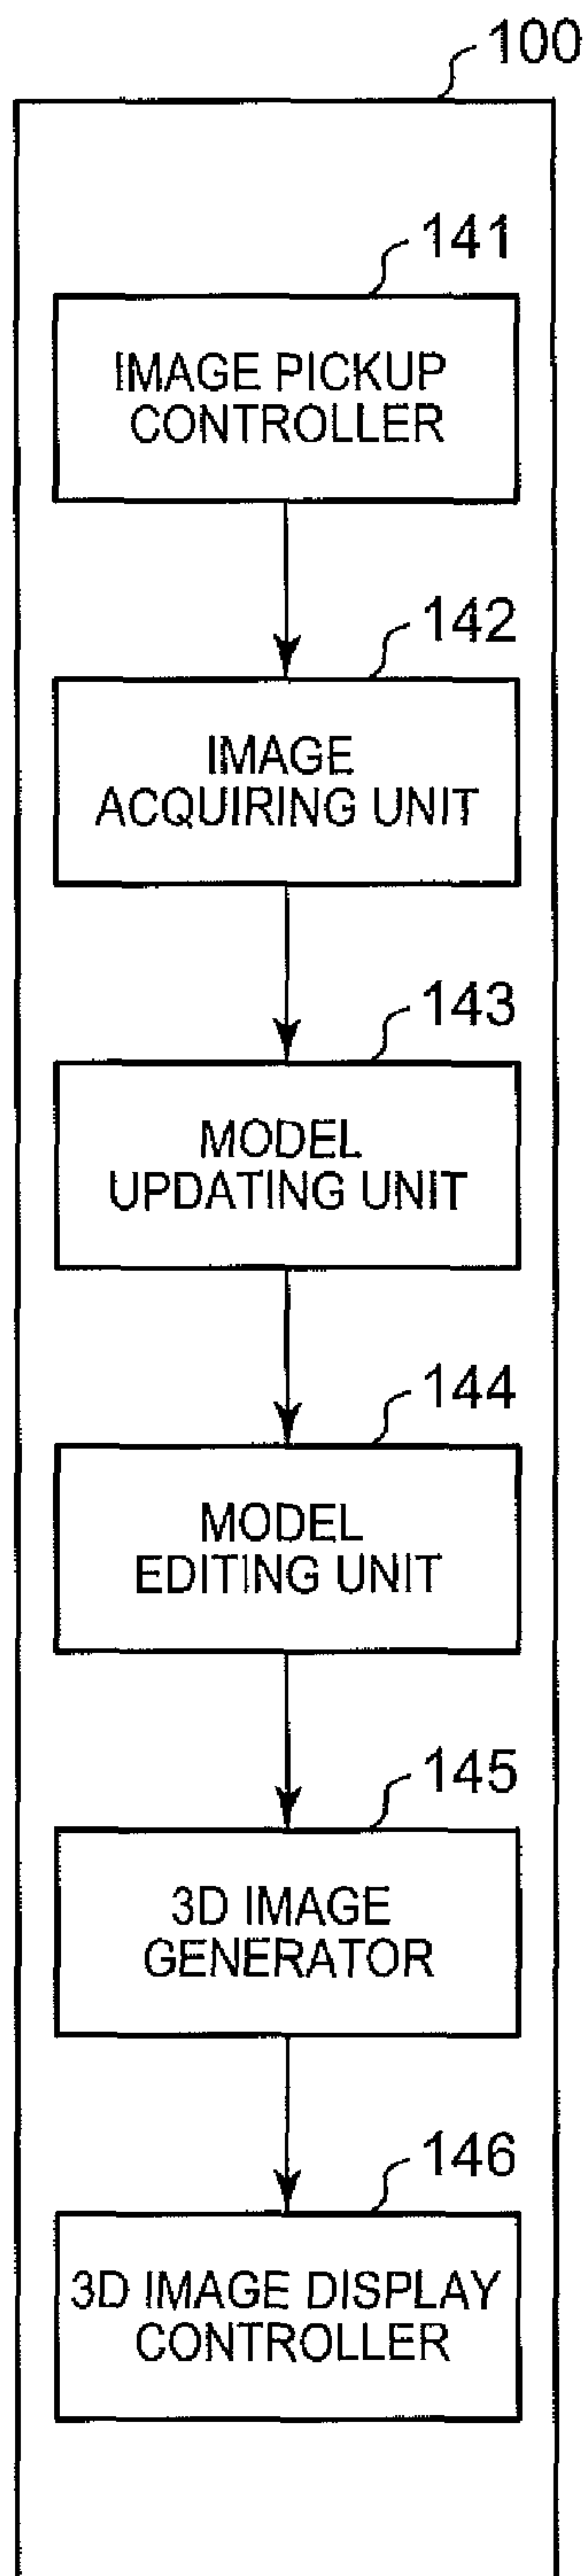 100
141
IMAGE PICKUP
CONTROLLER
142
IMAGE
ACQUIRING UNIT
143
MODEL
UPDATING UNIT
144
MODEL
EDITING UNIT
145
3D IMAGE
GENERATOR
146
3D IMAGE DISPLAY
CONTROLLER